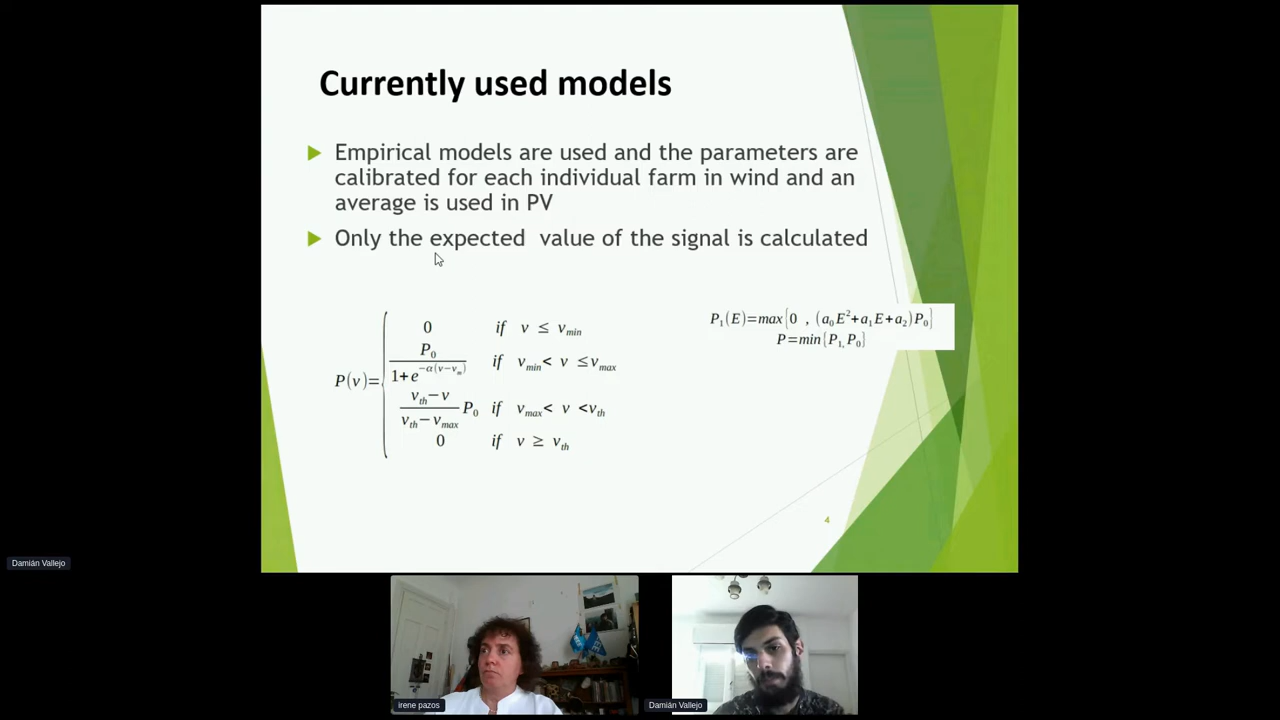 Currently used models
Empirical models are used and the parameters are
calibrated for each individual farm in wind and an
average is used in PV
Only the expected value of the signal is calculated
P(v)={
0 if v ≤ v_min
P_0 / (1+e^{-α(v-v_m)}) if v_min < v ≤ v_max
(v_th−v) / (v_th−v_max) P_0 if v_max < v < v_th
0 if v ≥ v_th
P_1(E)=max{0 , (a_0E^2+a_1E+a_2)P_0}
P=min{P_1, P_0}
4
Damián Vallejo
irene pazos
Damián Vallejo